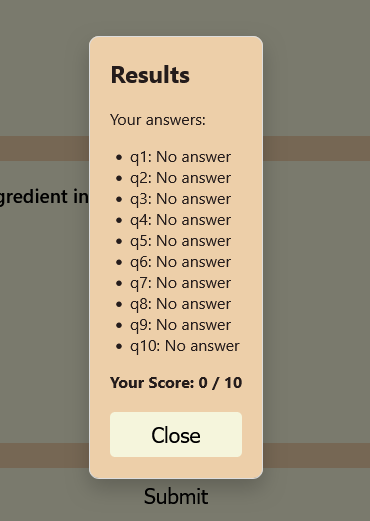 Results
Your answers:
• q1: No answer
• q2: No answer
• q3: No answer
gredient in
• q4: No answer
• q5: No answer
• q6: No answer
• q7: No answer
• q8: No answer
• q9: No answer
• q10: No answer
Your Score: 0 / 10
Close
Submit